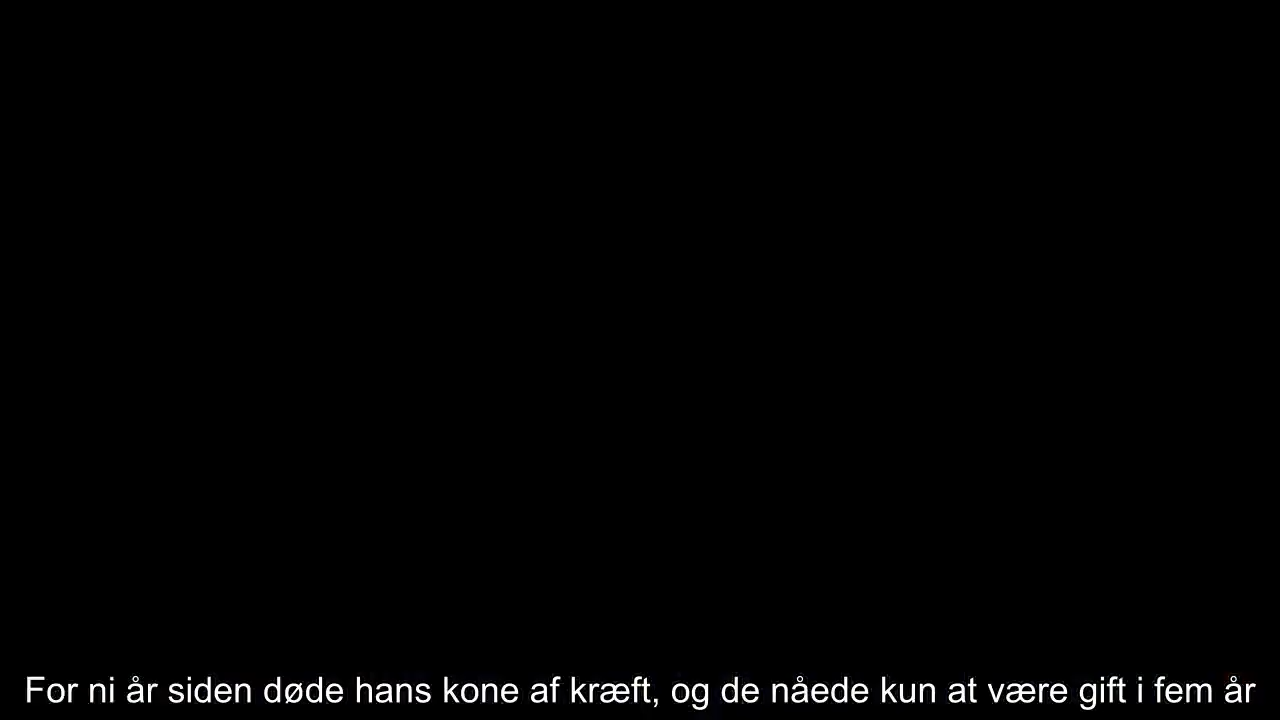 For ni år siden døde hans kone af kræft, og de nåede kun at være gift i fem år